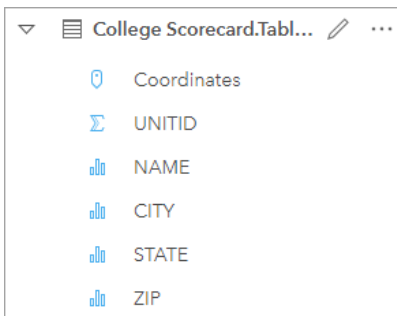 College Scorecard.Tabl...
Coordinates
UNITID
NAME
CITY
STATE
ZIP